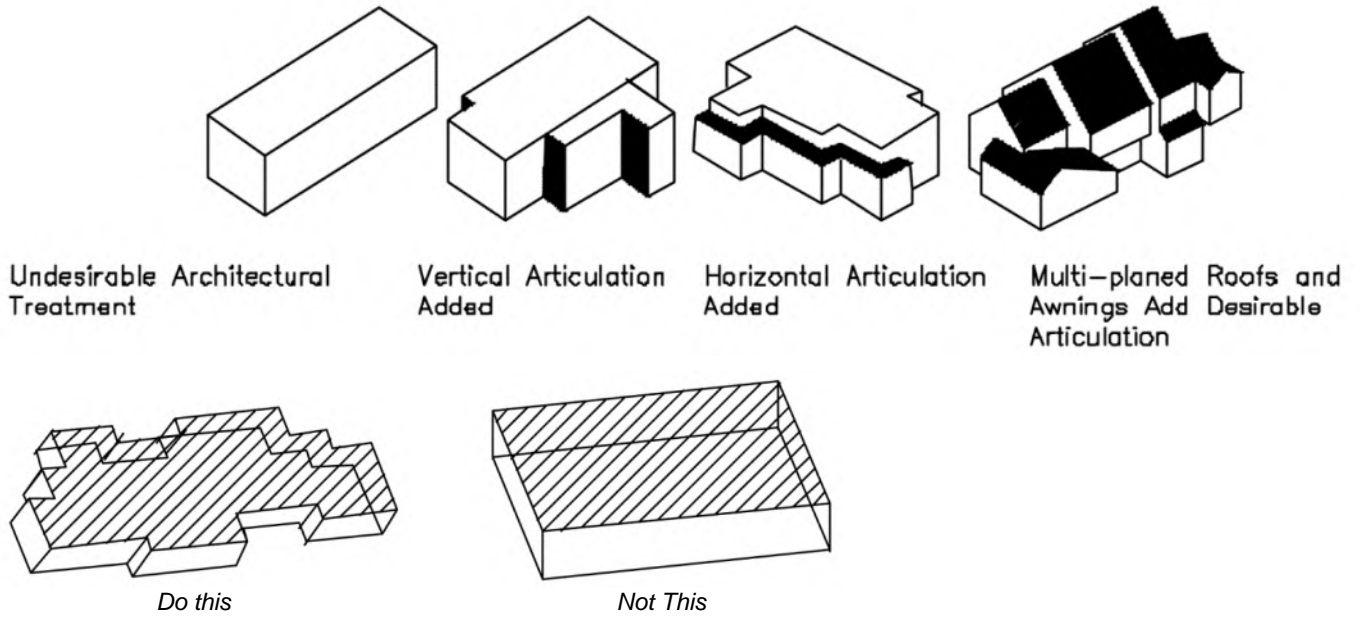 Undesirable Architectural
Treatment
Vertical Articulation
Added
Horizontal Articulation
Added
Multi-planed Roofs and
Awnings Add Desirable
Articulation
Do this
Not This